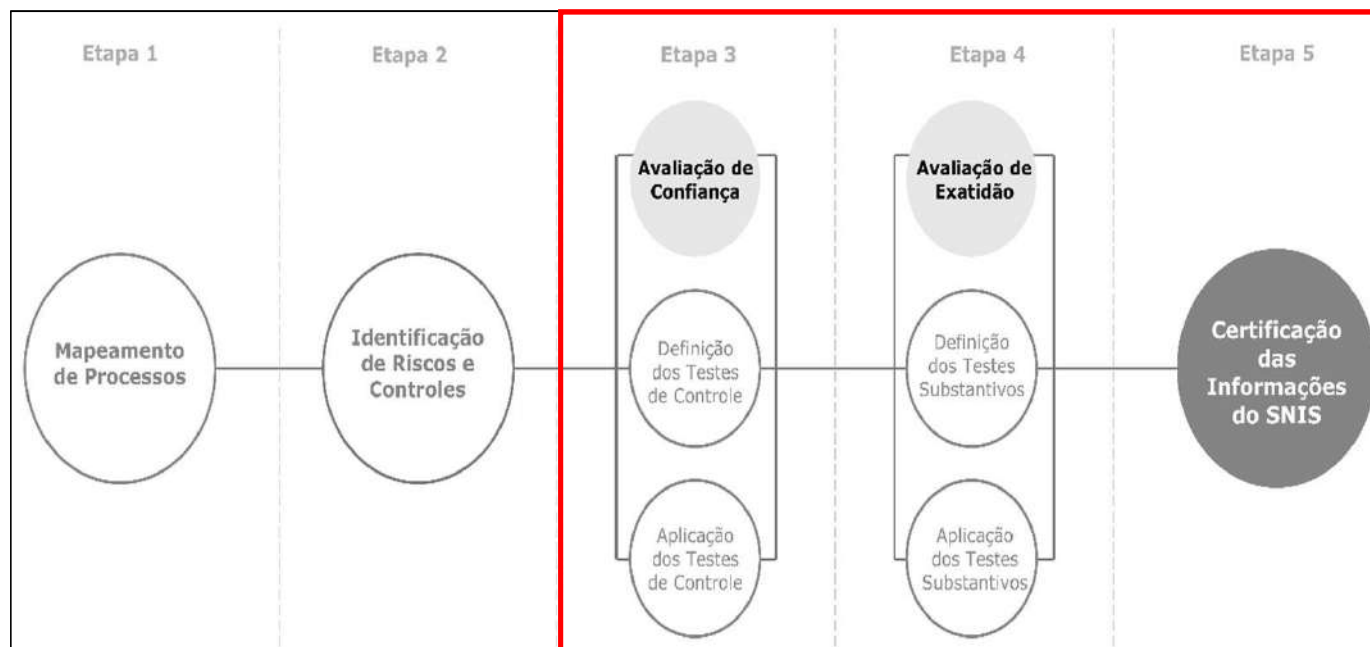 Etapa 1
Etapa 2
Etapa 3
Etapa 4
Etapa 5
Mapeamento
de Processos
Identificação
de Riscos e
Controles
Avaliação de
Confiança
Definição
dos Testes
de Controle
Aplicação
dos Testes
de Controle
Avaliação de
Exatidão
Definição
dos Testes
Substantivos
Aplicação
dos Testes
Substantivos
Certificação
das
Informações
do SNIS